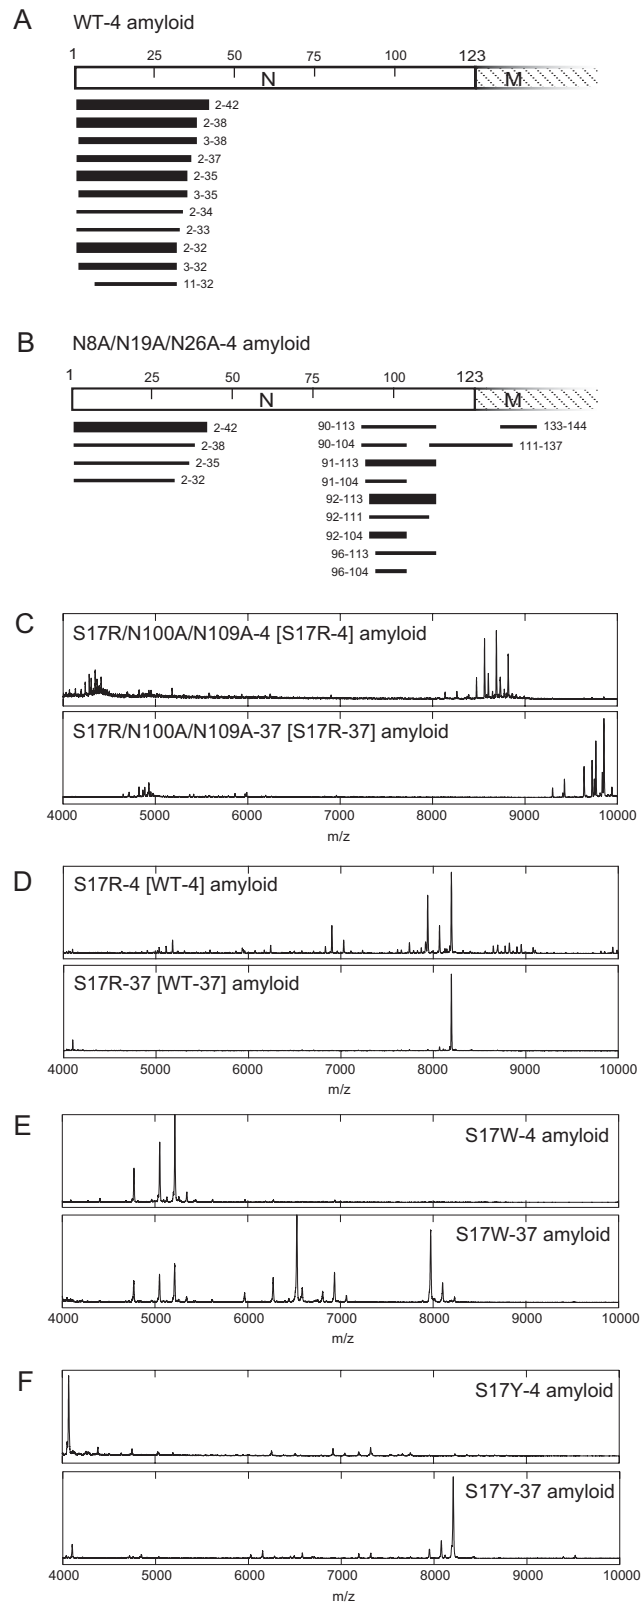 A WT-4 amyloid
1 25 50 75 100 123
N M
2-42
2-38
3-38
2-37
2-35
3-35
2-34
2-33
2-32
3-32
11-32
B N8A/N19A/N26A-4 amyloid
1 25 50 75 100 123
N M
2-42 90-113 133-144
2-38 90-104 111-137
2-35 91-113
2-32 91-104
92-113
92-111
92-104
96-113
96-104
C S17R/N100A/N109A-4 [S17R-4] amyloid
S17R/N100A/N109A-37 [S17R-37] amyloid
4000 5000 6000 7000 8000 9000 10000
m/z
D S17R-4 [WT-4] amyloid
S17R-37 [WT-37] amyloid
4000 5000 6000 7000 8000 9000 10000
m/z
E S17W-4 amyloid
S17W-37 amyloid
4000 5000 6000 7000 8000 9000 10000
m/z
F S17Y-4 amyloid
S17Y-37 amyloid
4000 5000 6000 7000 8000 9000 10000
m/z